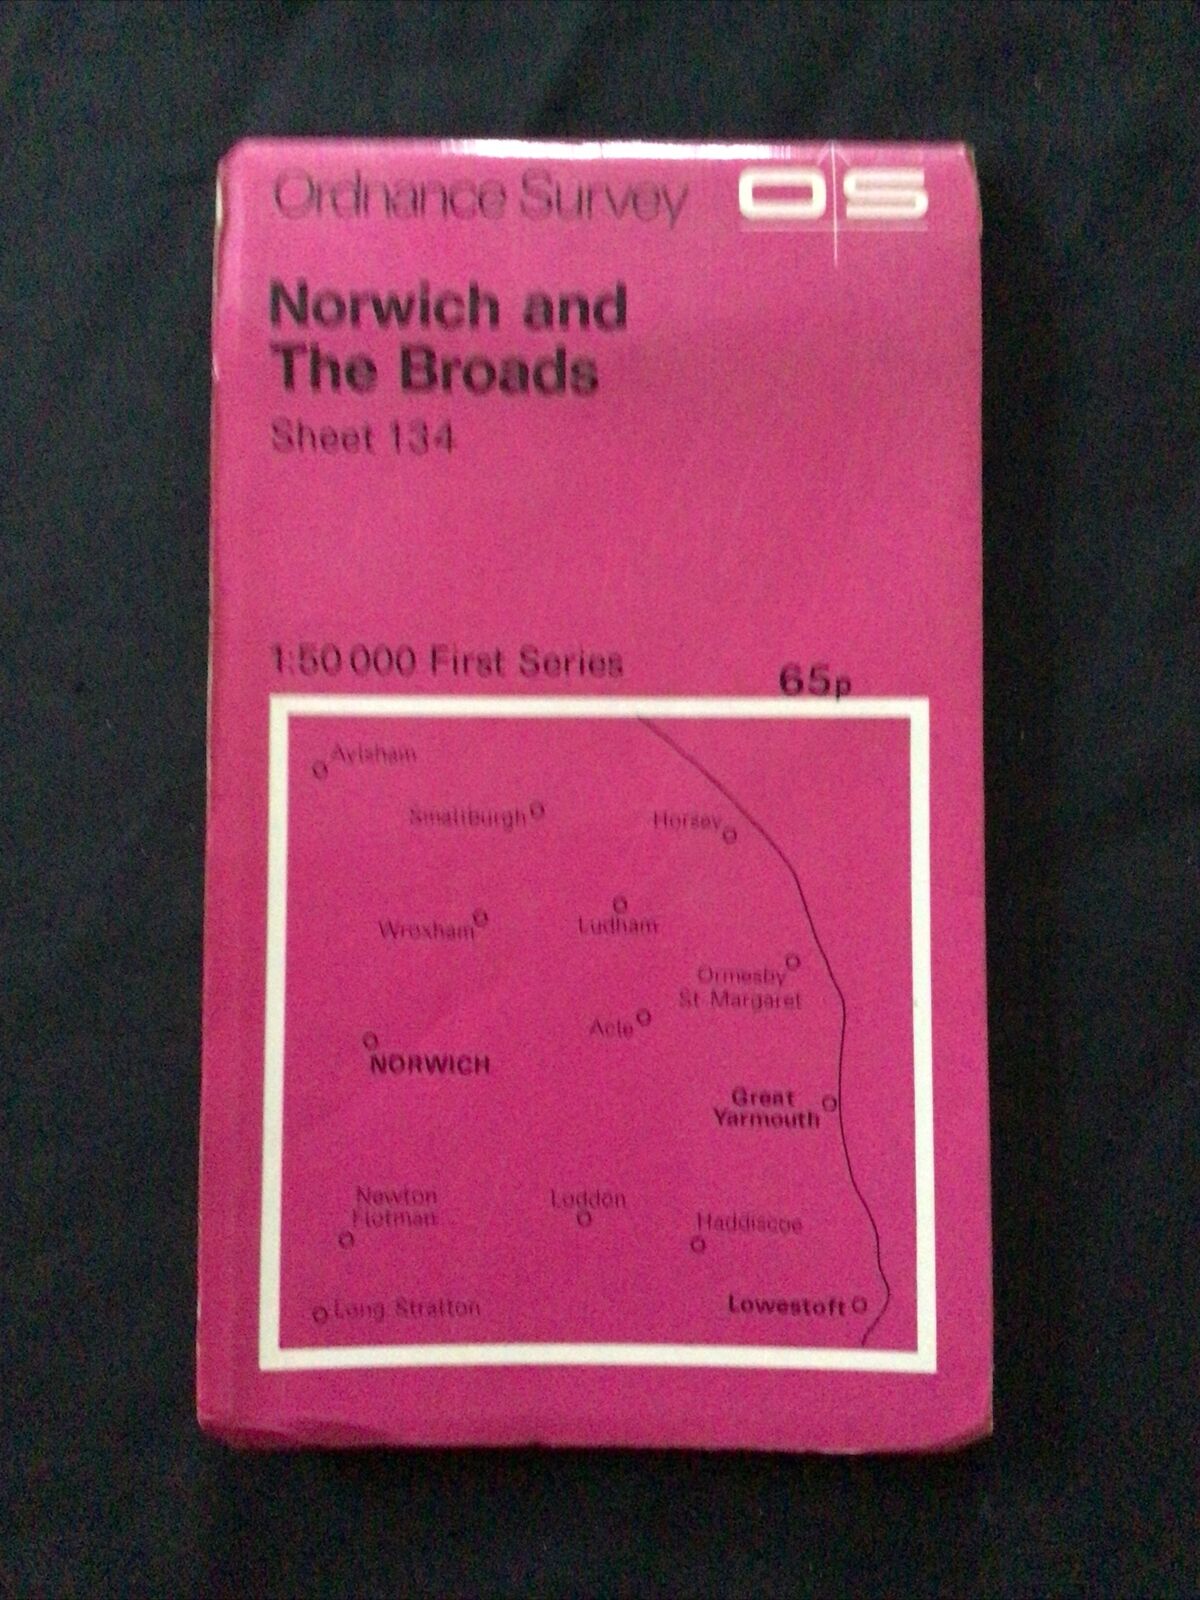 Ordnance Survey OS
Norwich and
The Broads
Sheet 134
1:50 000 First Series
65p
Aylsham
Smallburgh
Horsey
Wroxham
Ludham
Ormesby
St Margaret
Acle
NORWICH
Great
Yarmouth
Newton
Flotman
Loddon
Haddiscoe
Long Stratton
Lowestoft